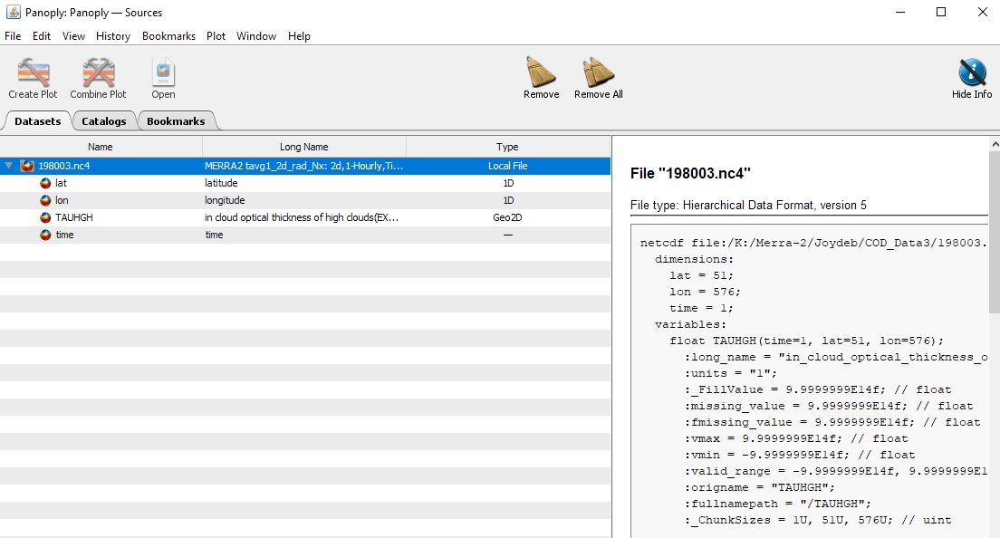 Panoply: Panoply — Sources
File Edit View History Bookmarks Plot Window Help
Create Plot Combine Plot Open Remove Remove All Hide Info
Datasets Catalogs Bookmarks
Name Long Name Type
198003.nc4 MERRA2 tavg1_2d_rad_Nx: 2d,1-Hourly,Ti... Local File
lat latitude 1D
lon longitude 1D
TAUHGH in cloud optical thickness of high clouds(EX... Geo2D
time time —
File "198003.nc4"
File type: Hierarchical Data Format, version 5
netcdf file:/K:/Merra-2/Joydeb/COD_Data3/198003.
dimensions:
lat = 51;
lon = 576;
time = 1;
variables:
float TAUHGH(time=1, lat=51, lon=576);
:long_name = "in_cloud_optical_thickness_o
:units = "1";
:_FillValue = 9.9999999E14f; // float
:missing_value = 9.9999999E14f; // float
:fmissing_value = 9.9999999E14f; // float
:vmax = 9.9999999E14f; // float
:vmin = -9.9999999E14f; // float
:valid_range = -9.9999999E14f, 9.9999999E1
:origname = "TAUHGH";
:fullnamepath = "/TAUHGH";
:_ChunkSizes = 1U, 51U, 576U; // uint